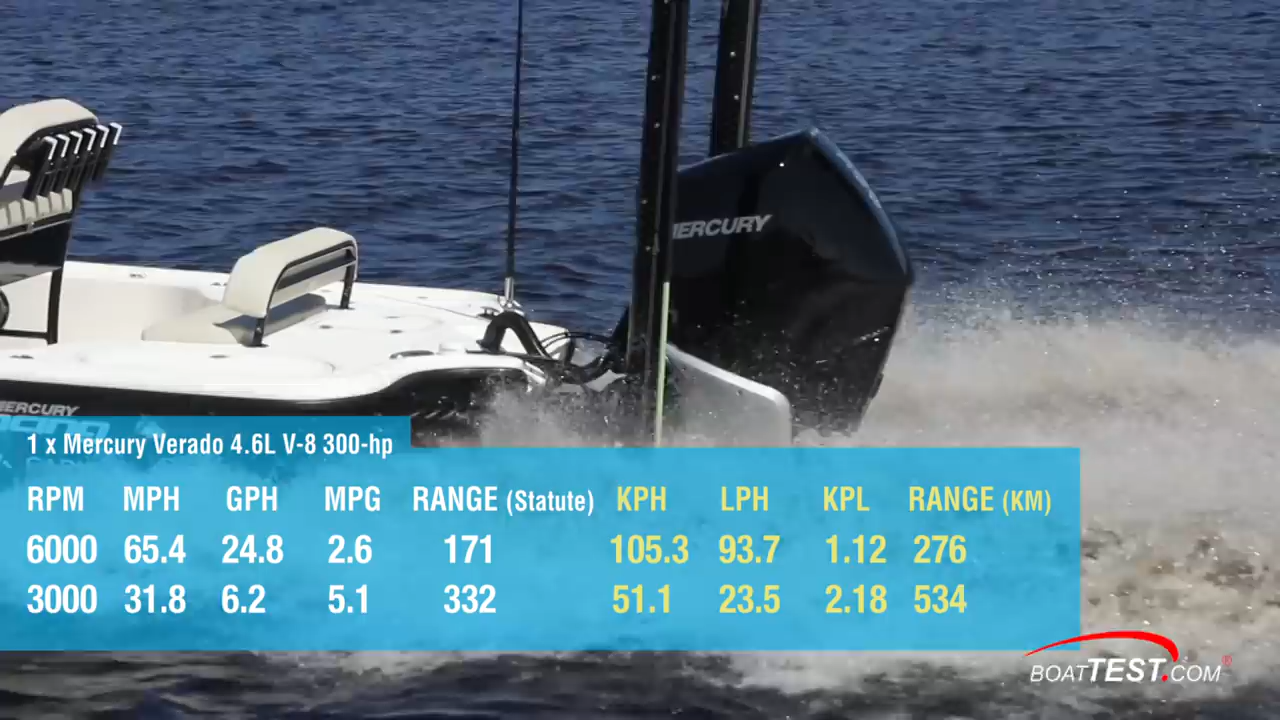 MERCURY
MERCURY
1 x Mercury Verado 4.6L V-8 300-hp
RPM MPH GPH MPG RANGE (Statute) KPH LPH KPL RANGE (KM)
6000 65.4 24.8 2.6 171 105.3 93.7 1.12 276
3000 31.8 6.2 5.1 332 51.1 23.5 2.18 534
BOATTEST.COM®